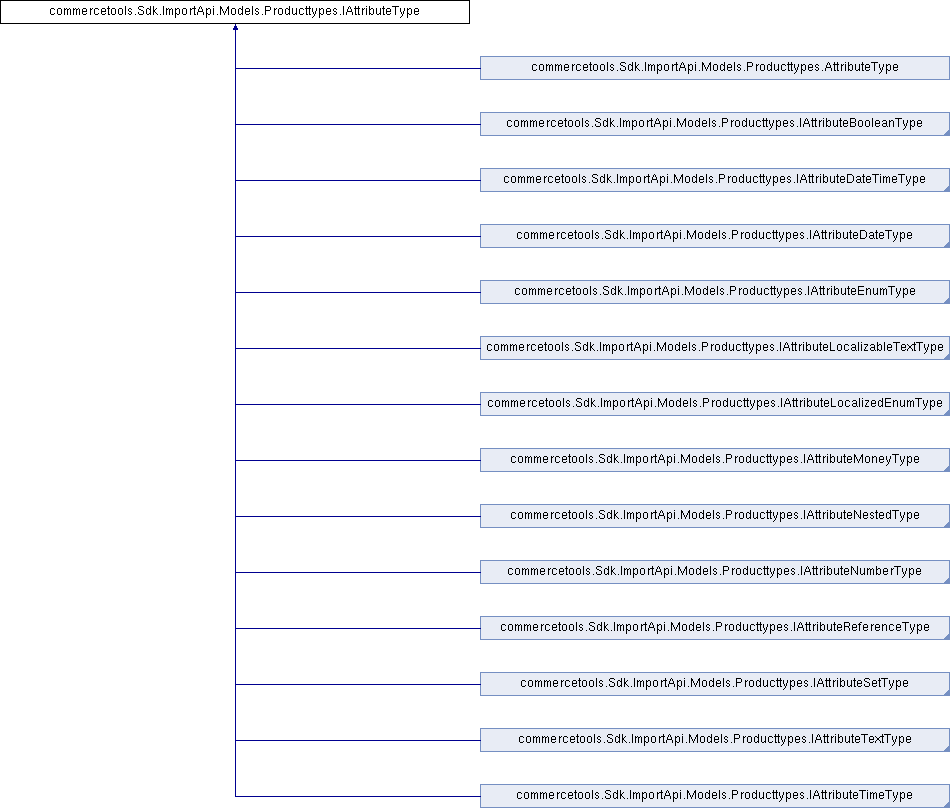 commercetools.Sdk.ImportApi.Models.Producttypes.IAttributeType
commercetools.Sdk.ImportApi.Models.Producttypes.AttributeType
commercetools.Sdk.ImportApi.Models.Producttypes.IAttributeBooleanType
commercetools.Sdk.ImportApi.Models.Producttypes.IAttributeDateTimeType
commercetools.Sdk.ImportApi.Models.Producttypes.IAttributeDateType
commercetools.Sdk.ImportApi.Models.Producttypes.IAttributeEnumType
commercetools.Sdk.ImportApi.Models.Producttypes.IAttributeLocalizableTextType
commercetools.Sdk.ImportApi.Models.Producttypes.IAttributeLocalizedEnumType
commercetools.Sdk.ImportApi.Models.Producttypes.IAttributeMoneyType
commercetools.Sdk.ImportApi.Models.Producttypes.IAttributeNestedType
commercetools.Sdk.ImportApi.Models.Producttypes.IAttributeNumberType
commercetools.Sdk.ImportApi.Models.Producttypes.IAttributeReferenceType
commercetools.Sdk.ImportApi.Models.Producttypes.IAttributeSetType
commercetools.Sdk.ImportApi.Models.Producttypes.IAttributeTextType
commercetools.Sdk.ImportApi.Models.Producttypes.IAttributeTimeType